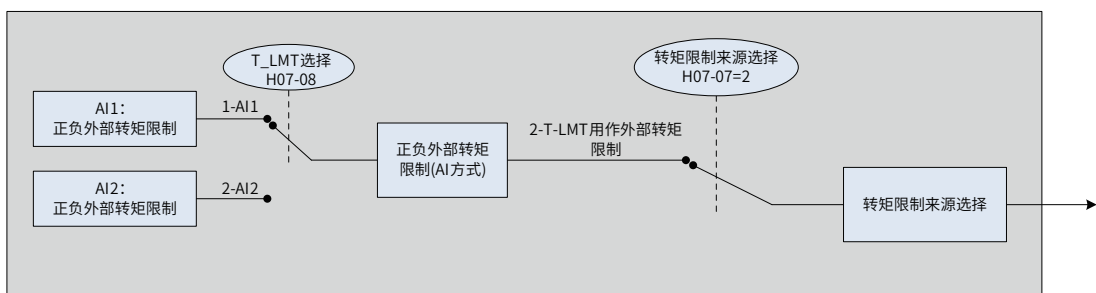 T_LMT选择
H07-08
转矩限制来源选择
H07-07=2
AI1:
正负外部转矩限制
1-AI1
2-T-LMT用作外部转矩
限制
正负外部转矩
限制(AI方式)
AI2:
正负外部转矩限制
2-AI2
转矩限制来源选择